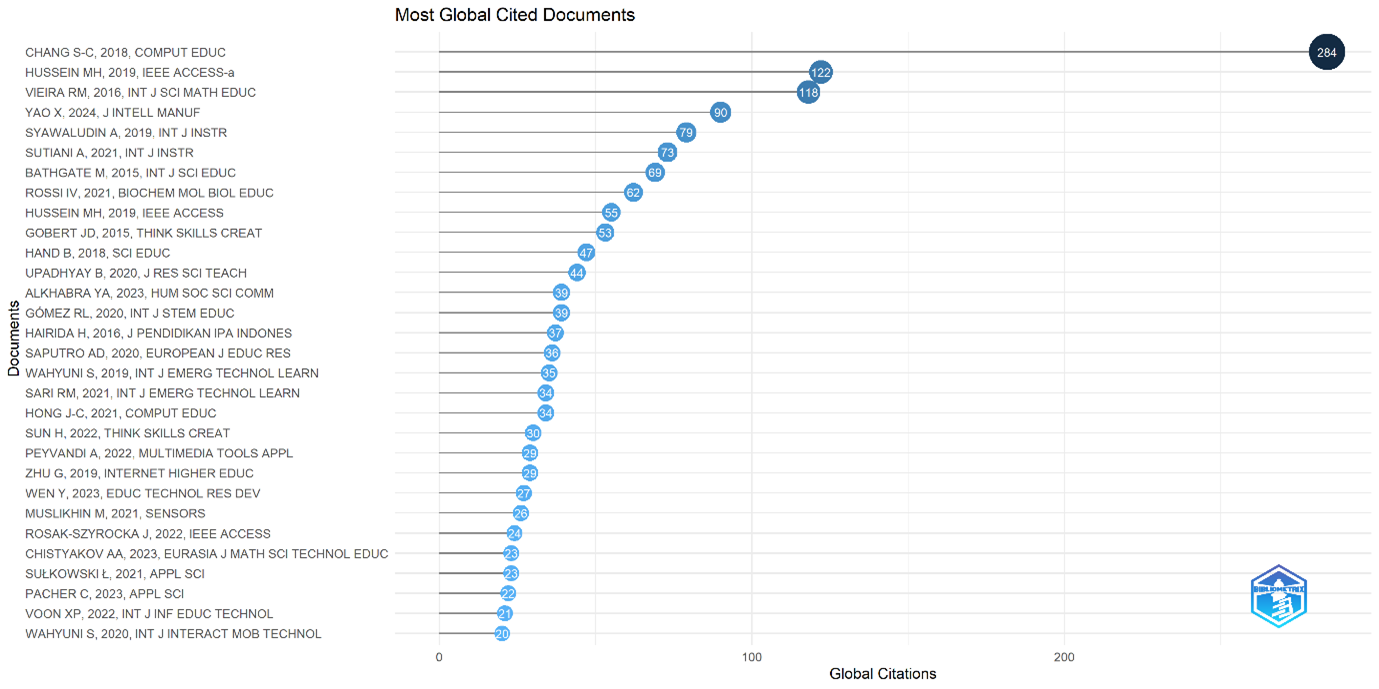 Most Global Cited Documents
CHANG S-C, 2018, COMPUT EDUC
284
HUSSEIN MH, 2019, IEEE ACCESS-a
122
VIEIRA RM, 2016, INT J SCI MATH EDUC
118
YAO X, 2024, J INTELL MANUF
90
SYAWALUDIN A, 2019, INT J INSTR
79
SUTIANI A, 2021, INT J INSTR
73
BATHGATE M, 2015, INT J SCI EDUC
69
ROSSI IV, 2021, BIOCHEM MOL BIOL EDUC
62
HUSSEIN MH, 2019, IEEE ACCESS
55
GOBERT JD, 2015, THINK SKILLS CREAT
53
HAND B, 2018, SCI EDUC
47
UPADHYAY B, 2020, J RES SCI TEACH
44
ALKHABRA YA, 2023, HUM SOC SCI COMM
39
GÓMEZ RL, 2020, INT J STEM EDUC
39
HAIRIDA H, 2016, J PENDIDIKAN IPA INDONES
37
SAPUTRO AD, 2020, EUROPEAN J EDUC RES
36
WAHYUNI S, 2019, INT J EMERG TECHNOL LEARN
35
SARI RM, 2021, INT J EMERG TECHNOL LEARN
34
HONG J-C, 2021, COMPUT EDUC
34
SUN H, 2022, THINK SKILLS CREAT
30
PEYVANDI A, 2022, MULTIMEDIA TOOLS APPL
29
ZHU G, 2019, INTERNET HIGHER EDUC
29
WEN Y, 2023, EDUC TECHNOL RES DEV
27
MUSLIKHIN M, 2021, SENSORS
26
ROSAK-SZYROCKA J, 2022, IEEE ACCESS
24
CHISTYAKOV AA, 2023, EURASIA J MATH SCI TECHNOL EDUC
23
SUŁKOWSKI Ł, 2021, APPL SCI
23
PACHER C, 2023, APPL SCI
22
VOON XP, 2022, INT J INF EDUC TECHNOL
21
WAHYUNI S, 2020, INT J INTERACT MOB TECHNOL
20
Documents
BIBLIOMETRIX
0 100 200
Global Citations